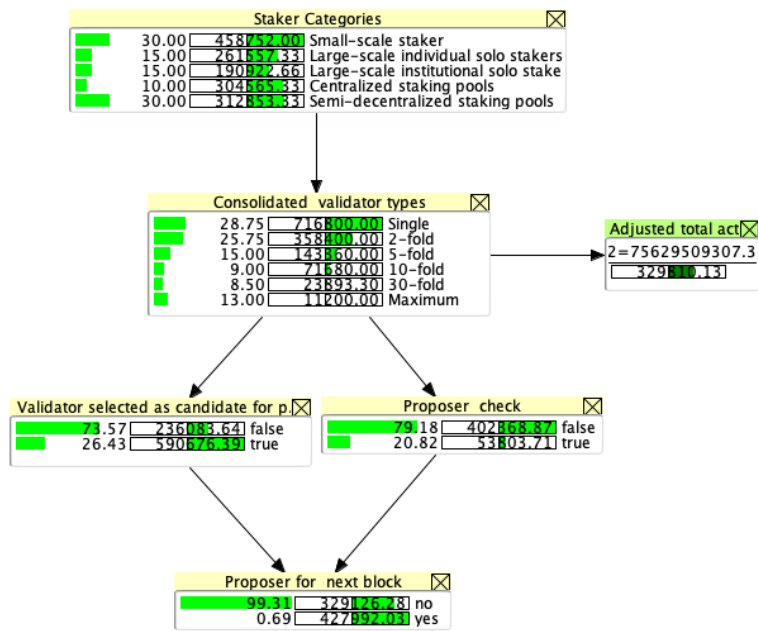 Staker Categories
30.00 458752.00 Small-scale staker
15.00 261557.33 Large-scale individual solo stakers
15.00 190922.66 Large-scale institutional solo stake
10.00 304565.33 Centralized staking pools
30.00 312853.33 Semi-decentralized staking pools
Consolidated validator types
28.75 716800.00 Single
25.75 358400.00 2-fold
15.00 143360.00 5-fold
9.00 71680.00 10-fold
8.50 23893.30 30-fold
13.00 11200.00 Maximum
Adjusted total act
2=75629509307.3
329810.13
Validator selected as candidate for p.
73.57 236083.64 false
26.43 590676.39 true
Proposer check
79.18 402368.87 false
20.82 53803.71 true
Proposer for next block
99.31 329126.28 no
0.69 427992.03 yes